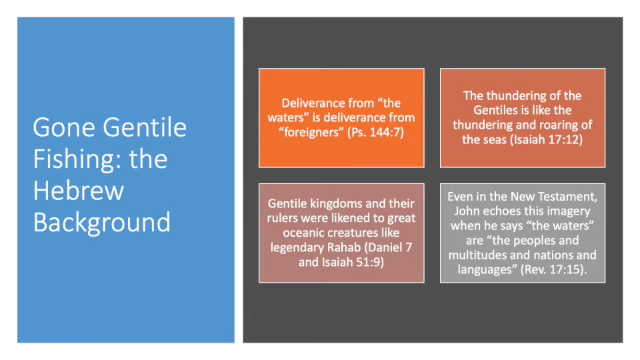 Gone Gentile
Fishing: the
Hebrew
Background
Deliverance from “the
waters” is deliverance from
“foreigners” (Ps. 144:7)
The thundering of the
Gentiles is like the
thundering and roaring of
the seas (Isaiah 17:12)
Gentile kingdoms and their
rulers were likened to great
oceanic creatures like
legendary Rahab (Daniel 7
and Isaiah 51:9)
Even in the New Testament,
John echoes this imagery
when he says “the waters”
are “the peoples and
multitudes and nations and
languages” (Rev. 17:15).